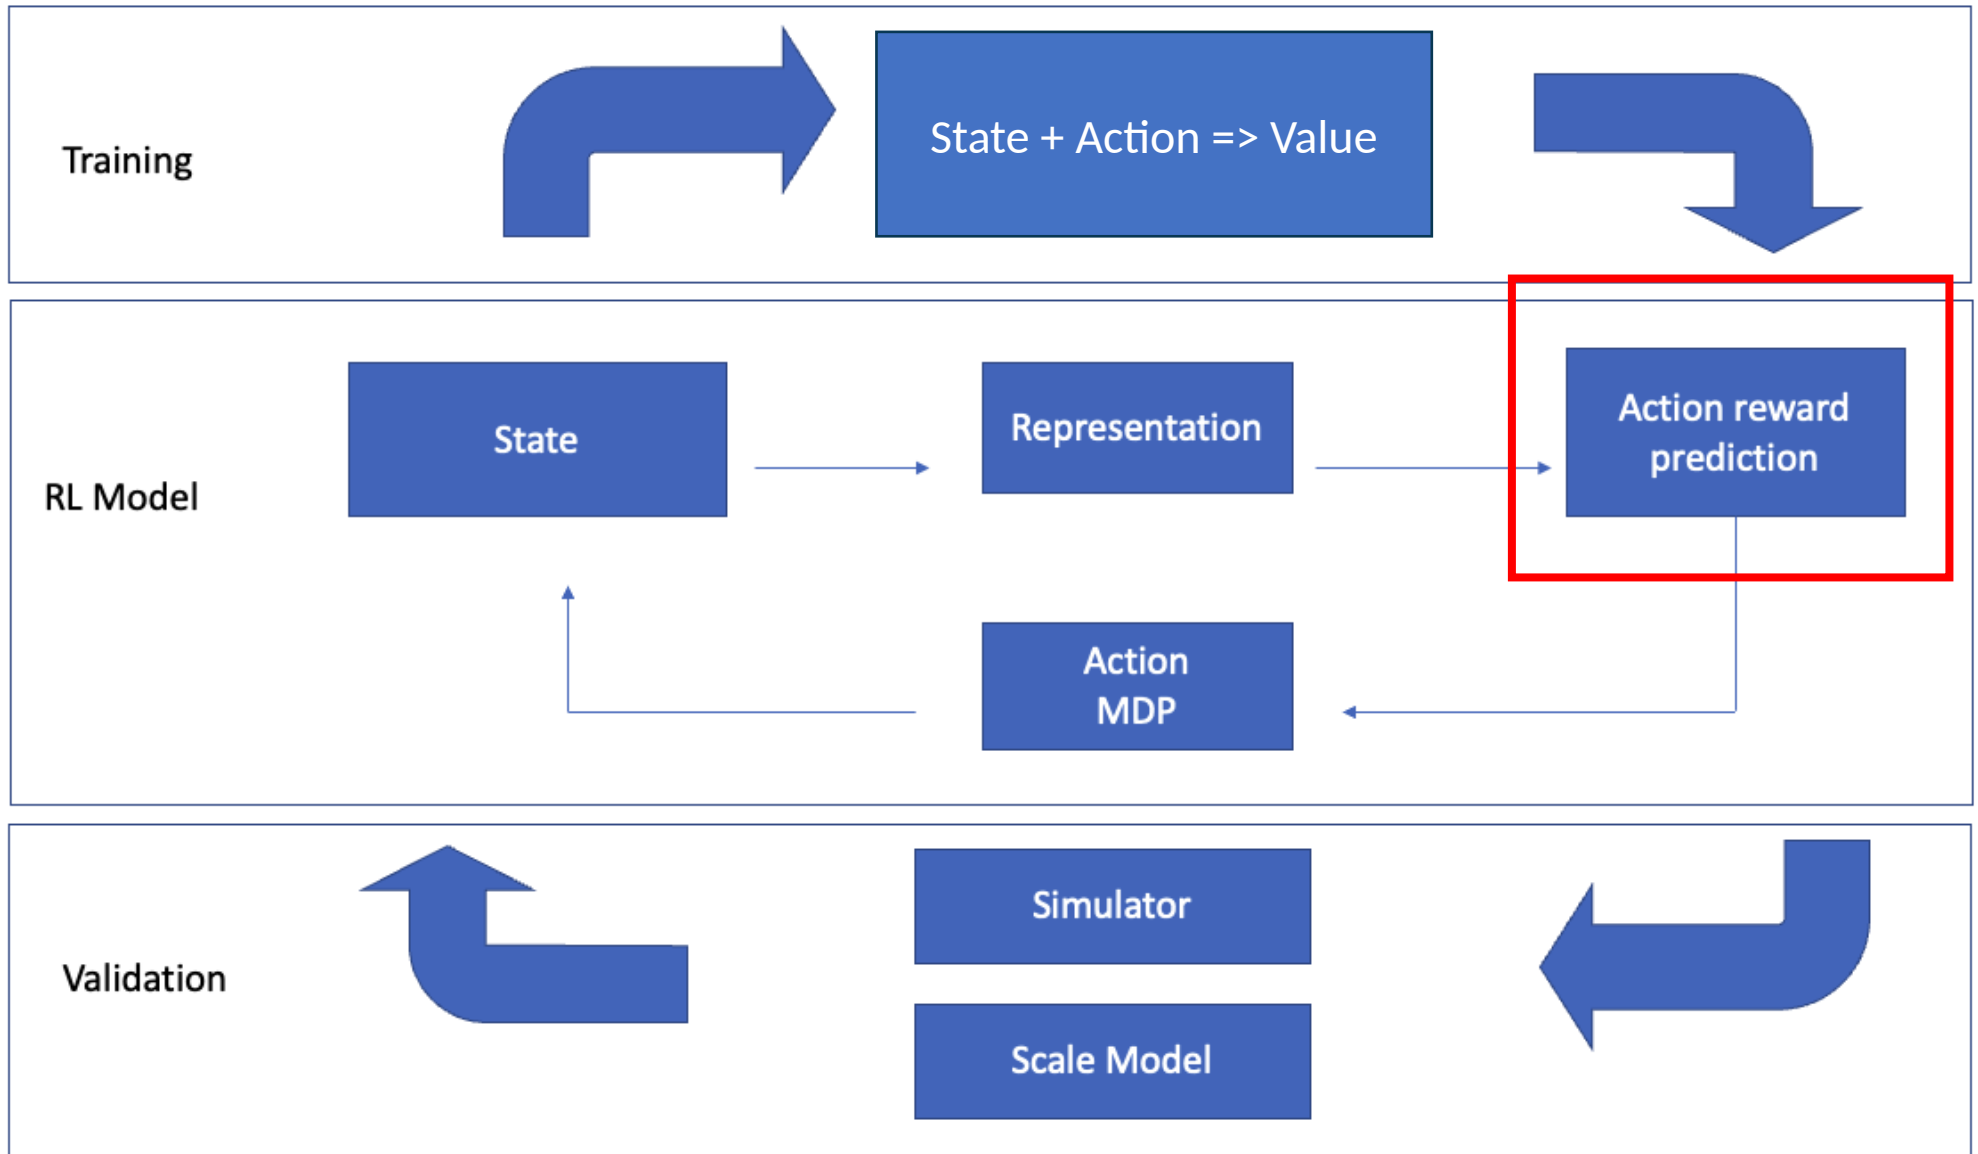 Training
State + Action => Value
RL Model
State
Representation
Action reward
prediction
Action
MDP
Validation
Simulator
Scale Model